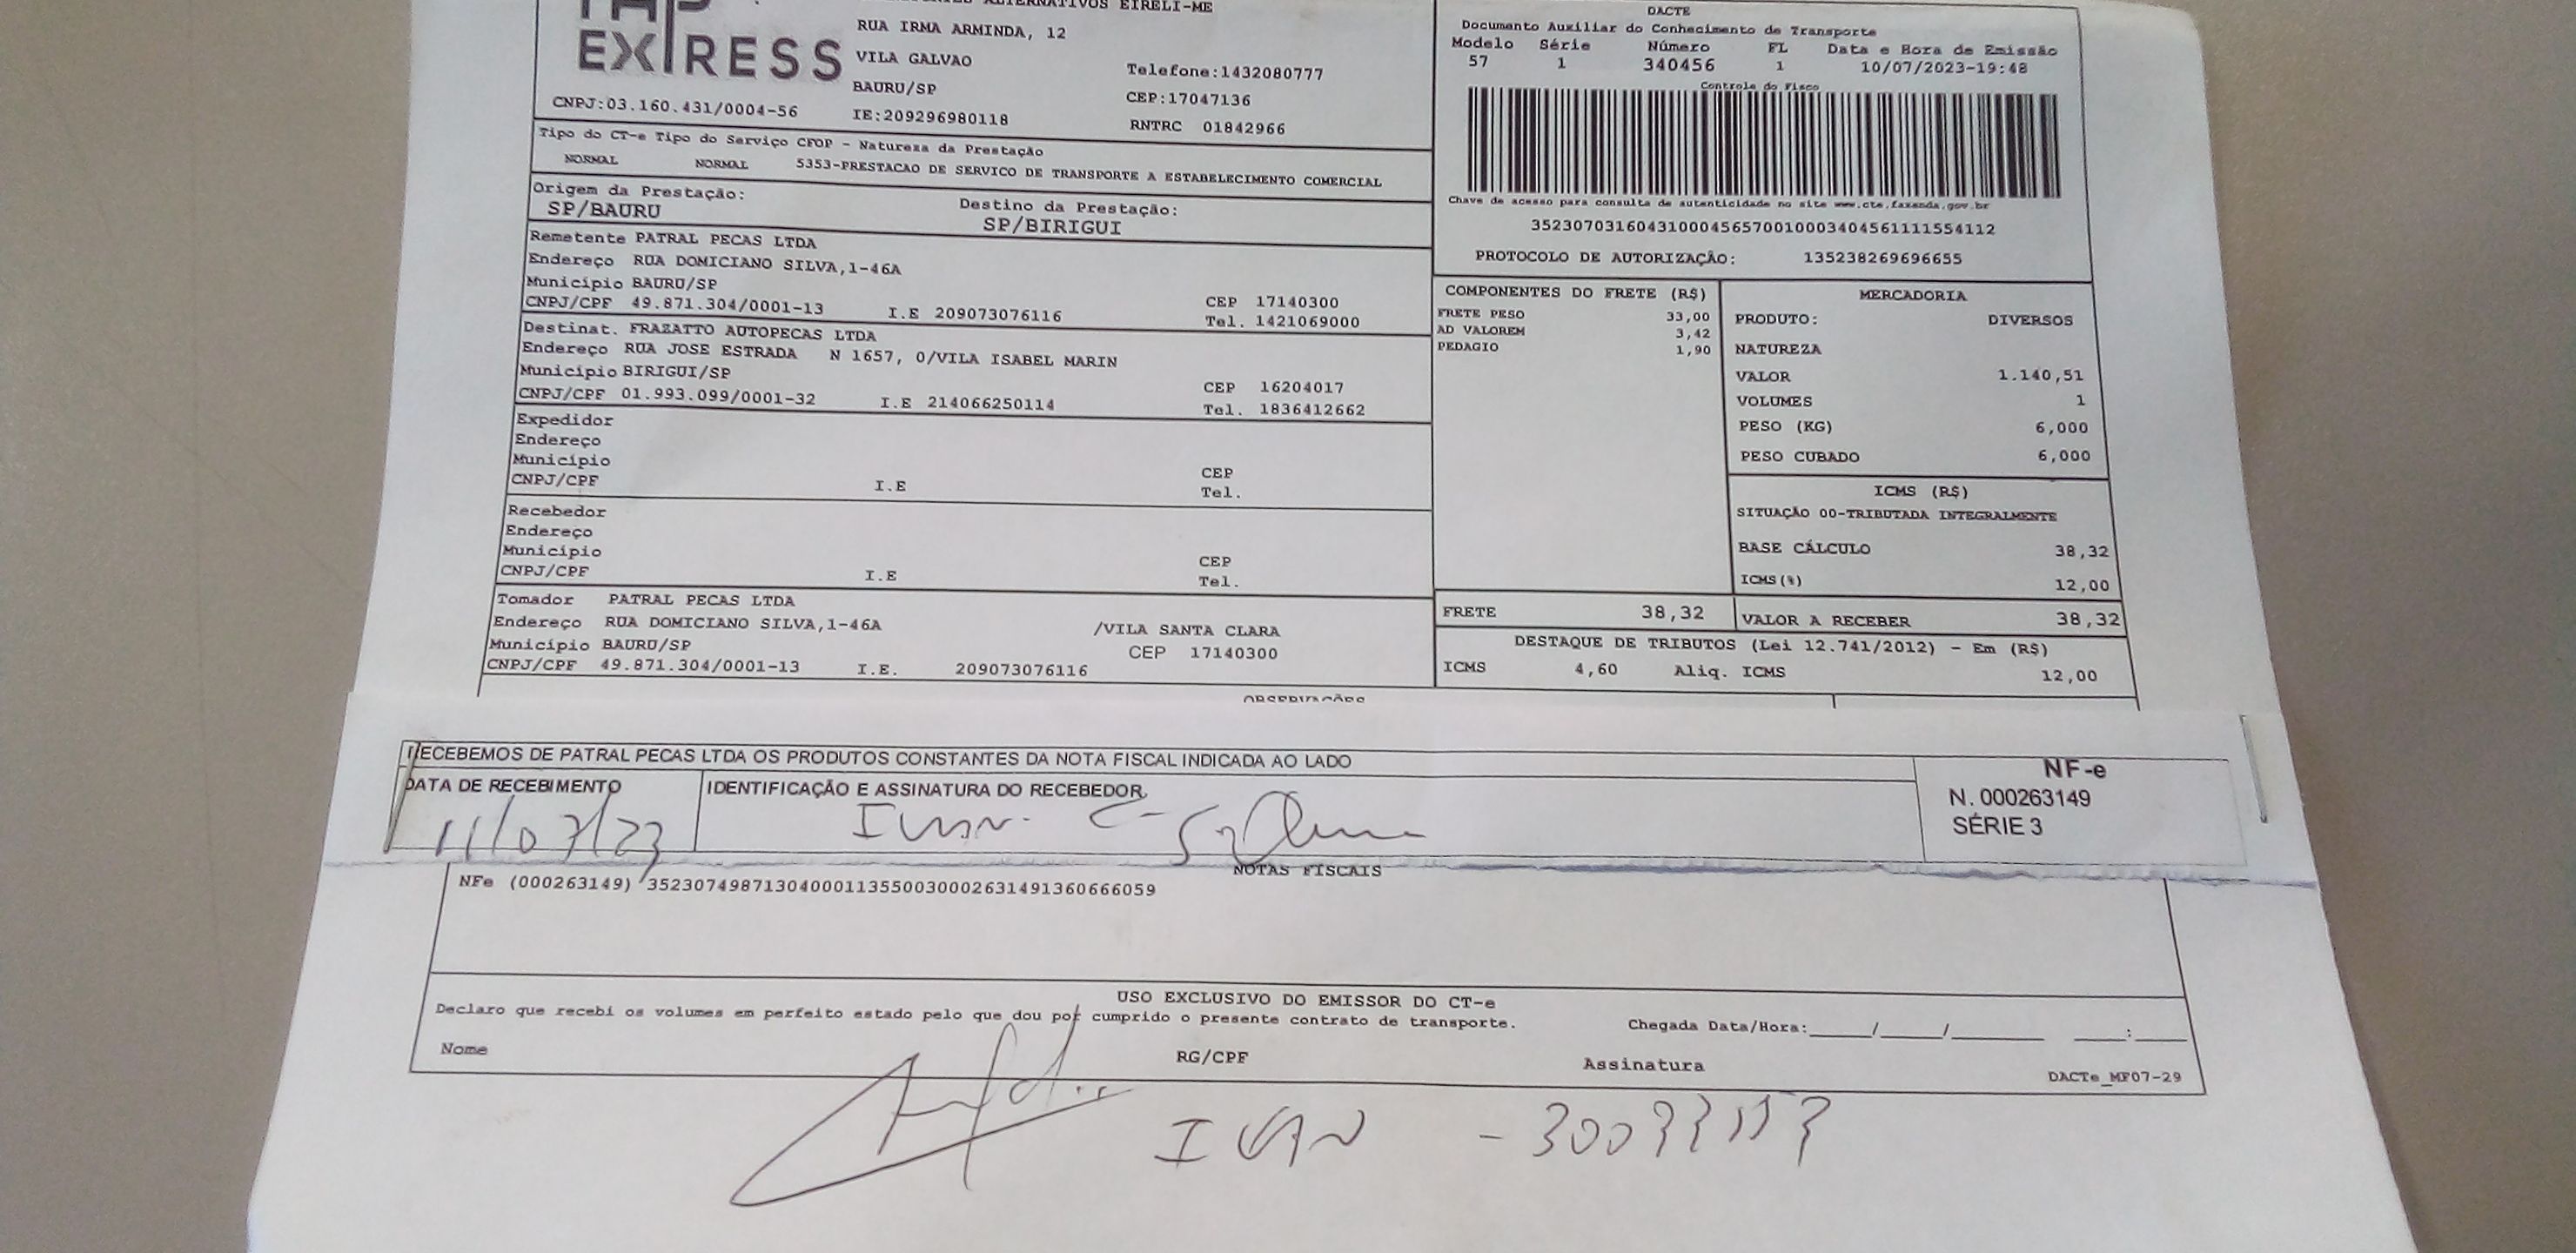 EXPRESS
ALTERNATIVOS EIRELI-ME
RUA IRMA ARMINDA, 12
VILA GALVAO
Telefone:1432080777
BAURU/SP
CEP:17047136
CNPJ:03.160.431/0004-56
IE:209296980118
RNTRC 01842966
DACTE
Documento Auxiliar do Conhecimento de Transporte
Modelo Série Número FL Data e Hora de Emissão
57 1 340456 1 10/07/2023-19:48
Controle do Fisco
Chave de acesso para consulta de autenticidade no site www.cte.fazenda.gov.br
35230703160431000456570010003404561111554112
PROTOCOLO DE AUTORIZAÇÃO: 135238269696655
Tipo do CT-e Tipo do Serviço CFOP - Natureza da Prestação
NORMAL NORMAL 5353-PRESTACAO DE SERVICO DE TRANSPORTE A ESTABELECIMENTO COMERCIAL
Origem da Prestação: Destino da Prestação:
SP/BAURU SP/BIRIGUI
Remetente PATRAL PECAS LTDA
Endereço RUA DOMICIANO SILVA,1-46A
Município BAURU/SP CEP 17140300
CNPJ/CPF 49.871.304/0001-13 I.E 209073076116 Tel. 1421069000
Destinat. FRAZATTO AUTOPECAS LTDA
Endereço RUA JOSE ESTRADA N 1657, 0/VILA ISABEL MARIN
Município BIRIGUI/SP CEP 16204017
CNPJ/CPF 01.993.099/0001-32 I.E 214066250114 Tel. 1836412662
Expedidor
Endereço
Município CEP
CNPJ/CPF I.E Tel.
Recebedor
Endereço
Município CEP
CNPJ/CPF I.E Tel.
Tomador PATRAL PECAS LTDA
Endereço RUA DOMICIANO SILVA,1-46A /VILA SANTA CLARA
Município BAURU/SP CEP 17140300
CNPJ/CPF 49.871.304/0001-13 I.E. 209073076116
COMPONENTES DO FRETE (R$)
FRETE PESO 33,00
AD VALOREM 3,42
PEDAGIO 1,90
MERCADORIA
PRODUTO: DIVERSOS
NATUREZA
VALOR 1.140,51
VOLUMES 1
PESO (KG) 6,000
PESO CUBADO 6,000
ICMS (R$)
SITUAÇÃO 00-TRIBUTADA INTEGRALMENTE
BASE CÁLCULO 38,32
ICMS(%) 12,00
FRETE 38,32 VALOR A RECEBER 38,32
DESTAQUE DE TRIBUTOS (Lei 12.741/2012) - Em (R$)
ICMS 4,60 Aliq. ICMS 12,00
OBSERVAÇÕES
RECEBEMOS DE PATRAL PECAS LTDA OS PRODUTOS CONSTANTES DA NOTA FISCAL INDICADA AO LADO
DATA DE RECEBIMENTO IDENTIFICAÇÃO E ASSINATURA DO RECEBEDOR
11/07/23 Ivan
NF-e
N. 000263149
SÉRIE 3
NOTAS FISCAIS
NFe (000263149) 35230749871304000113550030002631491360666059
USO EXCLUSIVO DO EMISSOR DO CT-e
Declaro que recebi os volumes em perfeito estado pelo que dou por cumprido o presente contrato de transporte.
Chegada Data/Hora:____/____/______ ___:___
Nome RG/CPF Assinatura
DACTe_MF07-29
IVAN